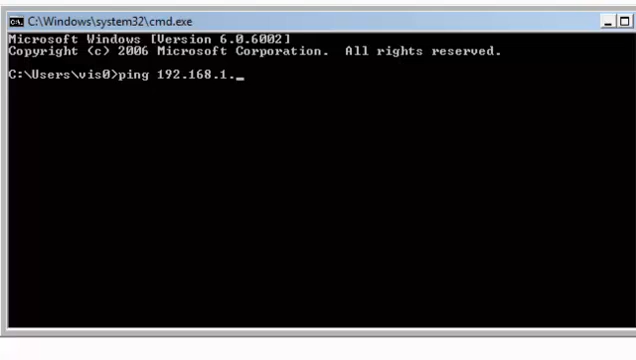 C:\Windows\system32\cmd.exe
Microsoft Windows [Version 6.0.6002]
Copyright (c) 2006 Microsoft Corporation.  All rights reserved.
C:\Users\vis0>ping 192.168.1._